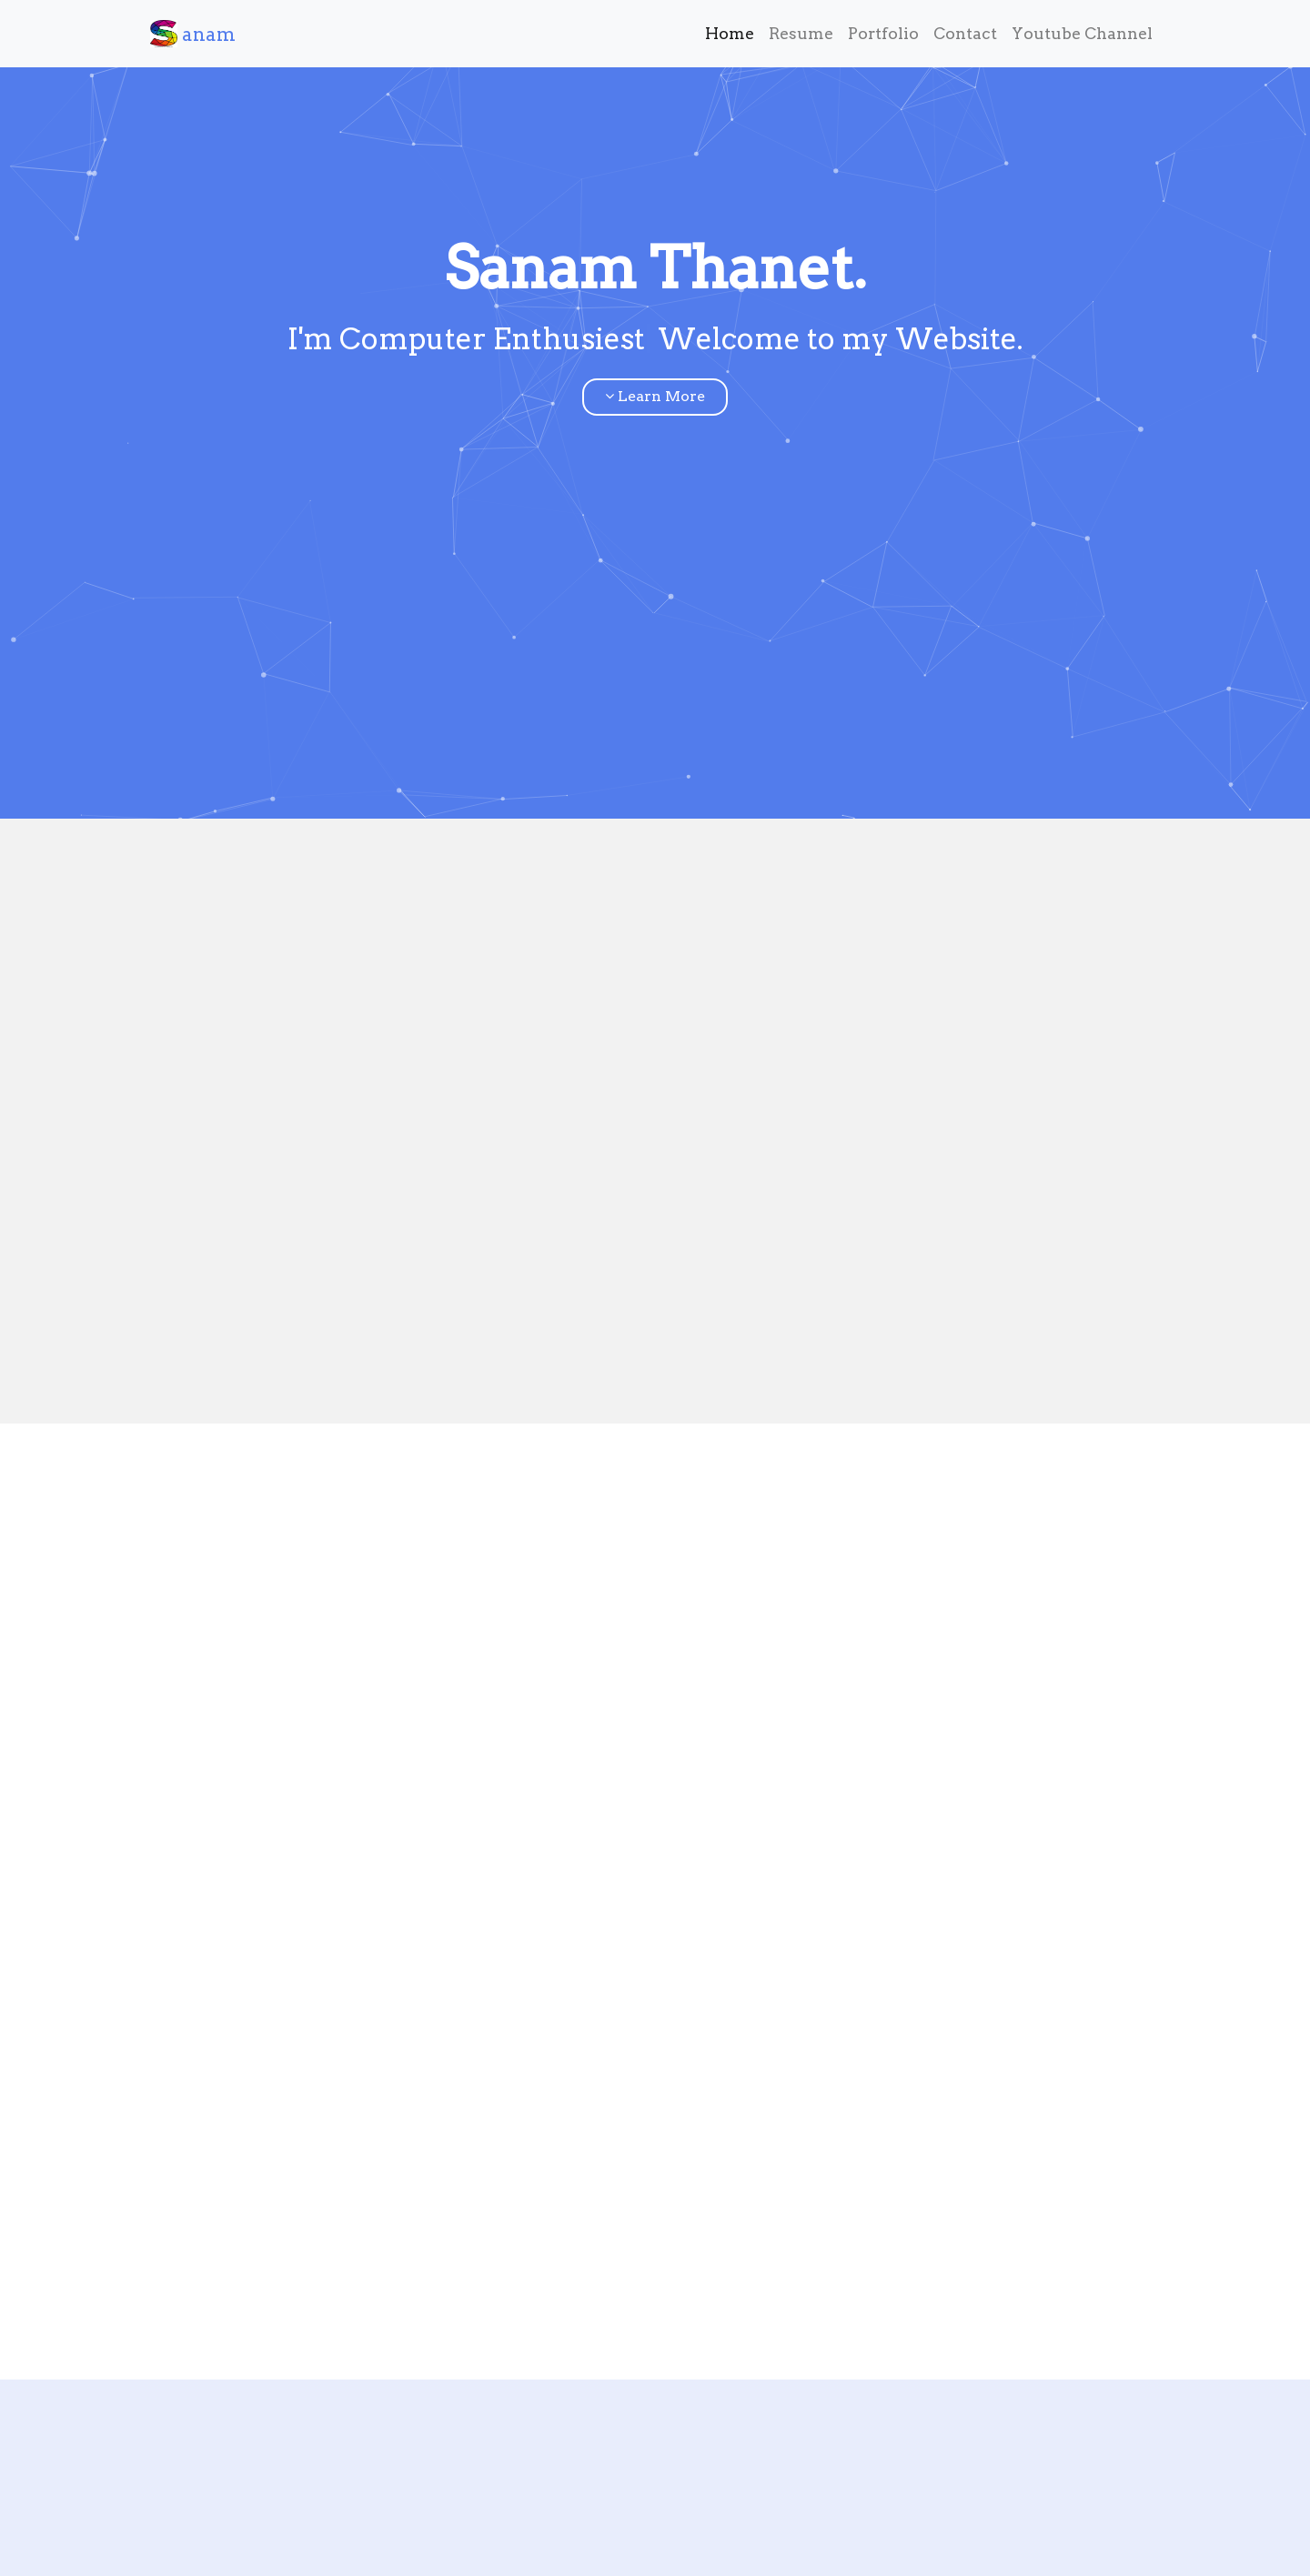 Sanam
Home Resume Portfolio Contact Youtube Channel
Sanam Thanet.
I'm Computer Enthusiest  Welcome to my Website.
Learn More